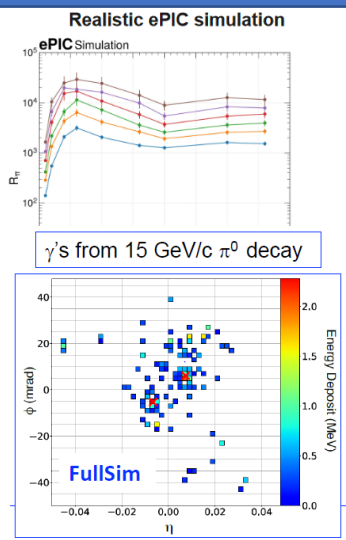 Realistic ePIC simulation
ePIC Simulation
10⁵
10⁴
10³
10²
Rπ
γ's from 15 GeV/c π⁰ decay
40
20
0
−20
−40
ϕ (mrad)
FullSim
−0.04 −0.02 0.00 0.02 0.04
η
2.0
1.5
1.0
0.5
0.0
Energy Deposit (MeV)